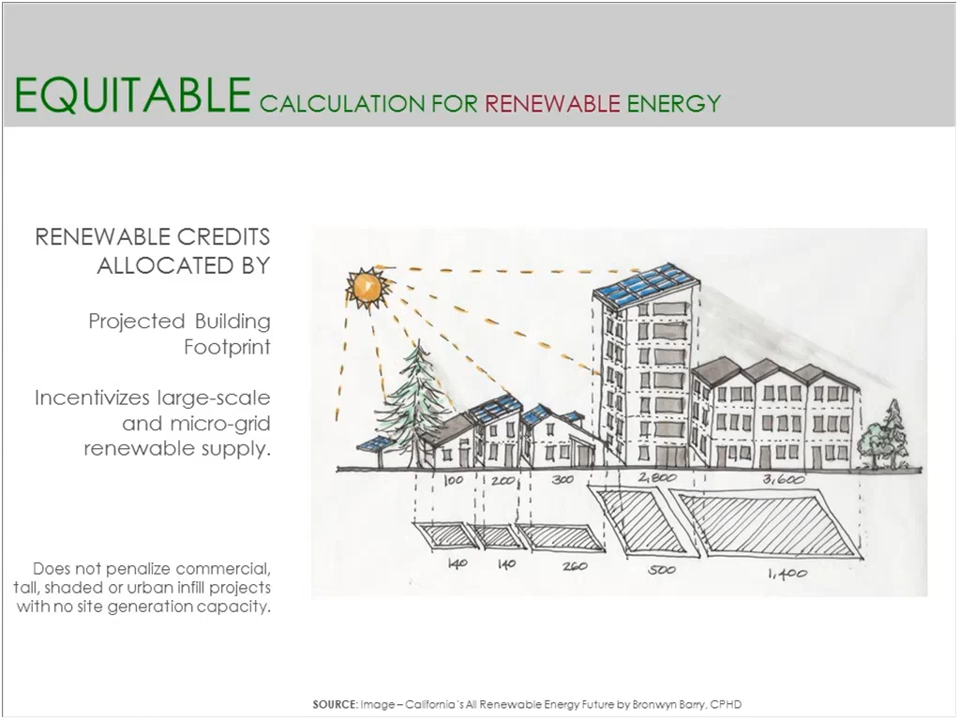 EQUITABLE CALCULATION FOR RENEWABLE ENERGY
RENEWABLE CREDITS
ALLOCATED BY
Projected Building
Footprint
Incentivizes large-scale
and micro-grid
renewable supply.
Does not penalize commercial,
tall, shaded or urban infill projects
with no site generation capacity.
100 200 300 2,800 3,600
140 140 260 500 1,400
SOURCE: Image – California's All Renewable Energy Future by Bronwyn Barry, CPHD